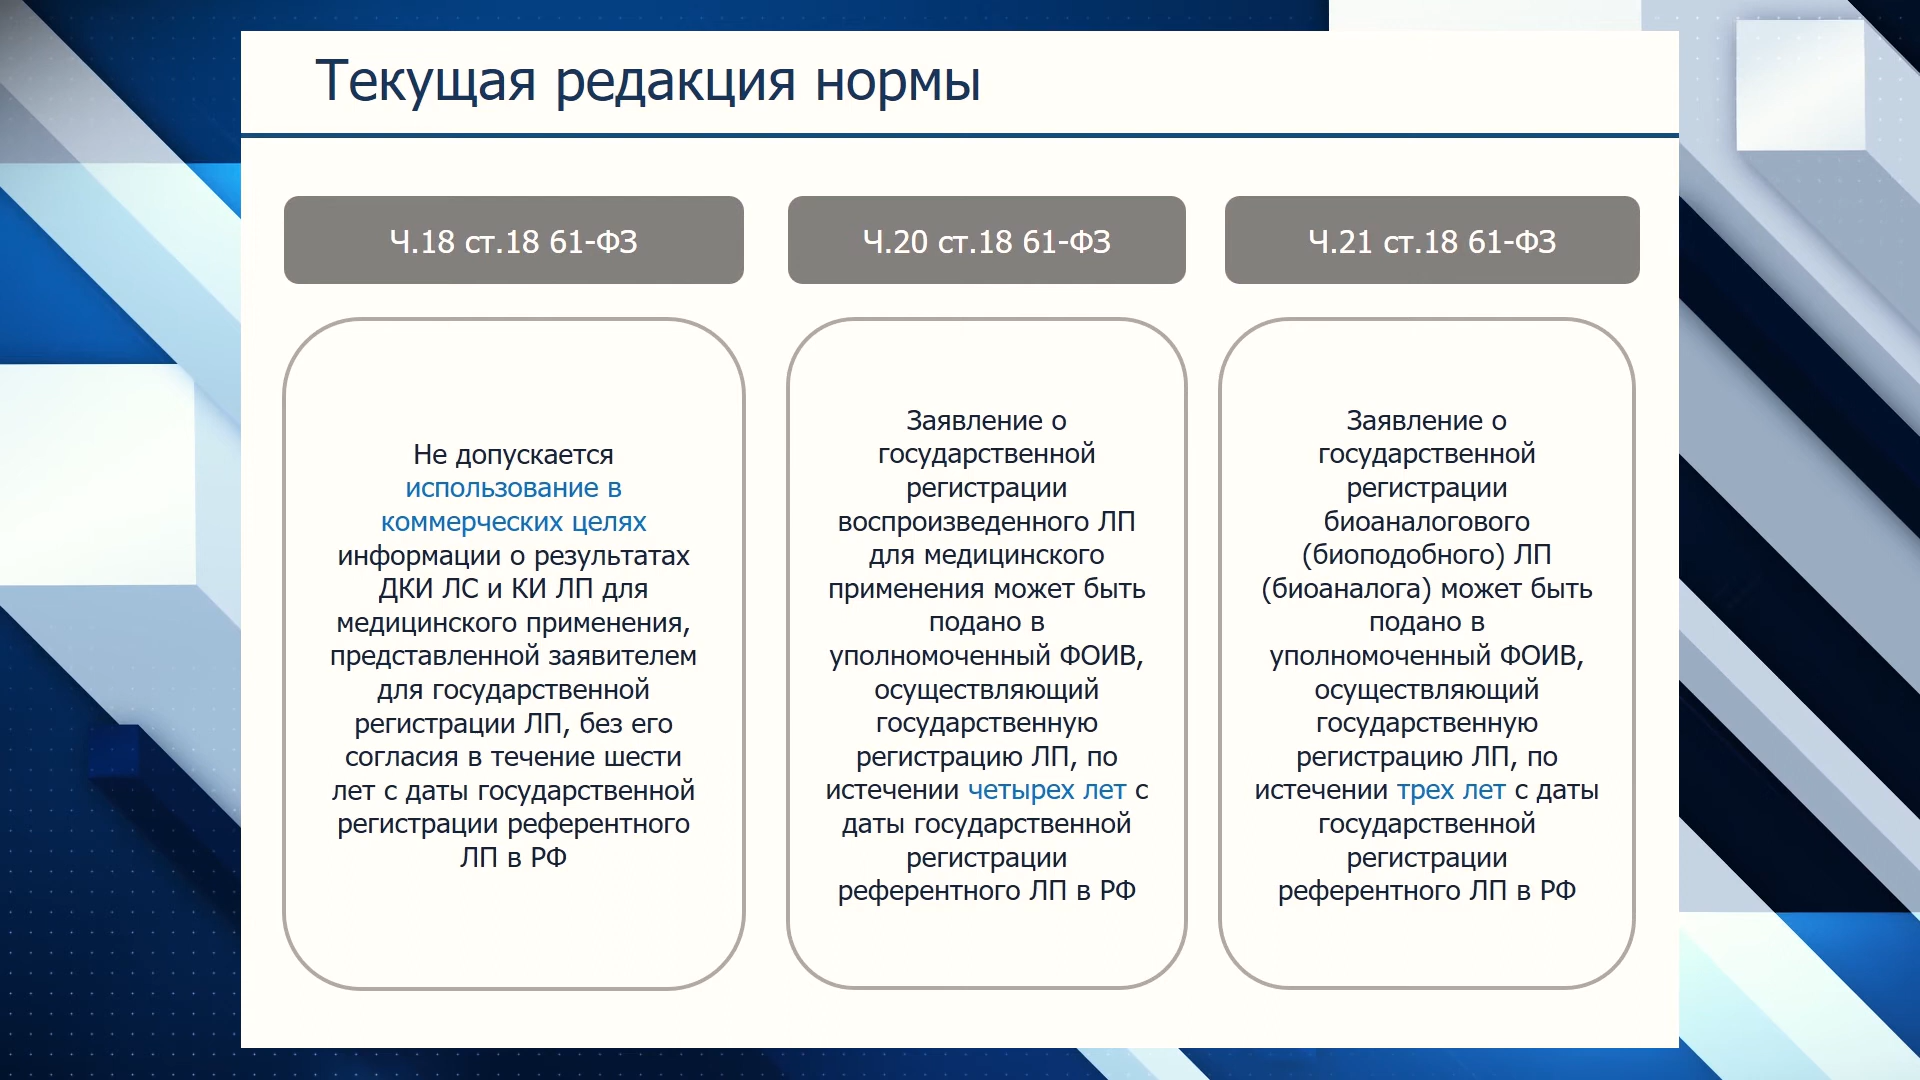 Текущая редакция нормы
Ч.18 ст.18 61-ФЗ
Не допускается
использование в
коммерческих целях
информации о результатах
ДКИ ЛС и КИ ЛП для
медицинского применения,
представленной заявителем
для государственной
регистрации ЛП, без его
согласия в течение шести
лет с даты государственной
регистрации референтного
ЛП в РФ
Ч.20 ст.18 61-ФЗ
Заявление о
государственной
регистрации
воспроизведенного ЛП
для медицинского
применения может быть
подано в
уполномоченный ФОИВ,
осуществляющий
государственную
регистрацию ЛП, по
истечении четырех лет с
даты государственной
регистрации
референтного ЛП в РФ
Ч.21 ст.18 61-ФЗ
Заявление о
государственной
регистрации
биоаналогового
(биоподобного) ЛП
(биоаналога) может быть
подано в
уполномоченный ФОИВ,
осуществляющий
государственную
регистрацию ЛП, по
истечении трех лет с даты
государственной
регистрации
референтного ЛП в РФ